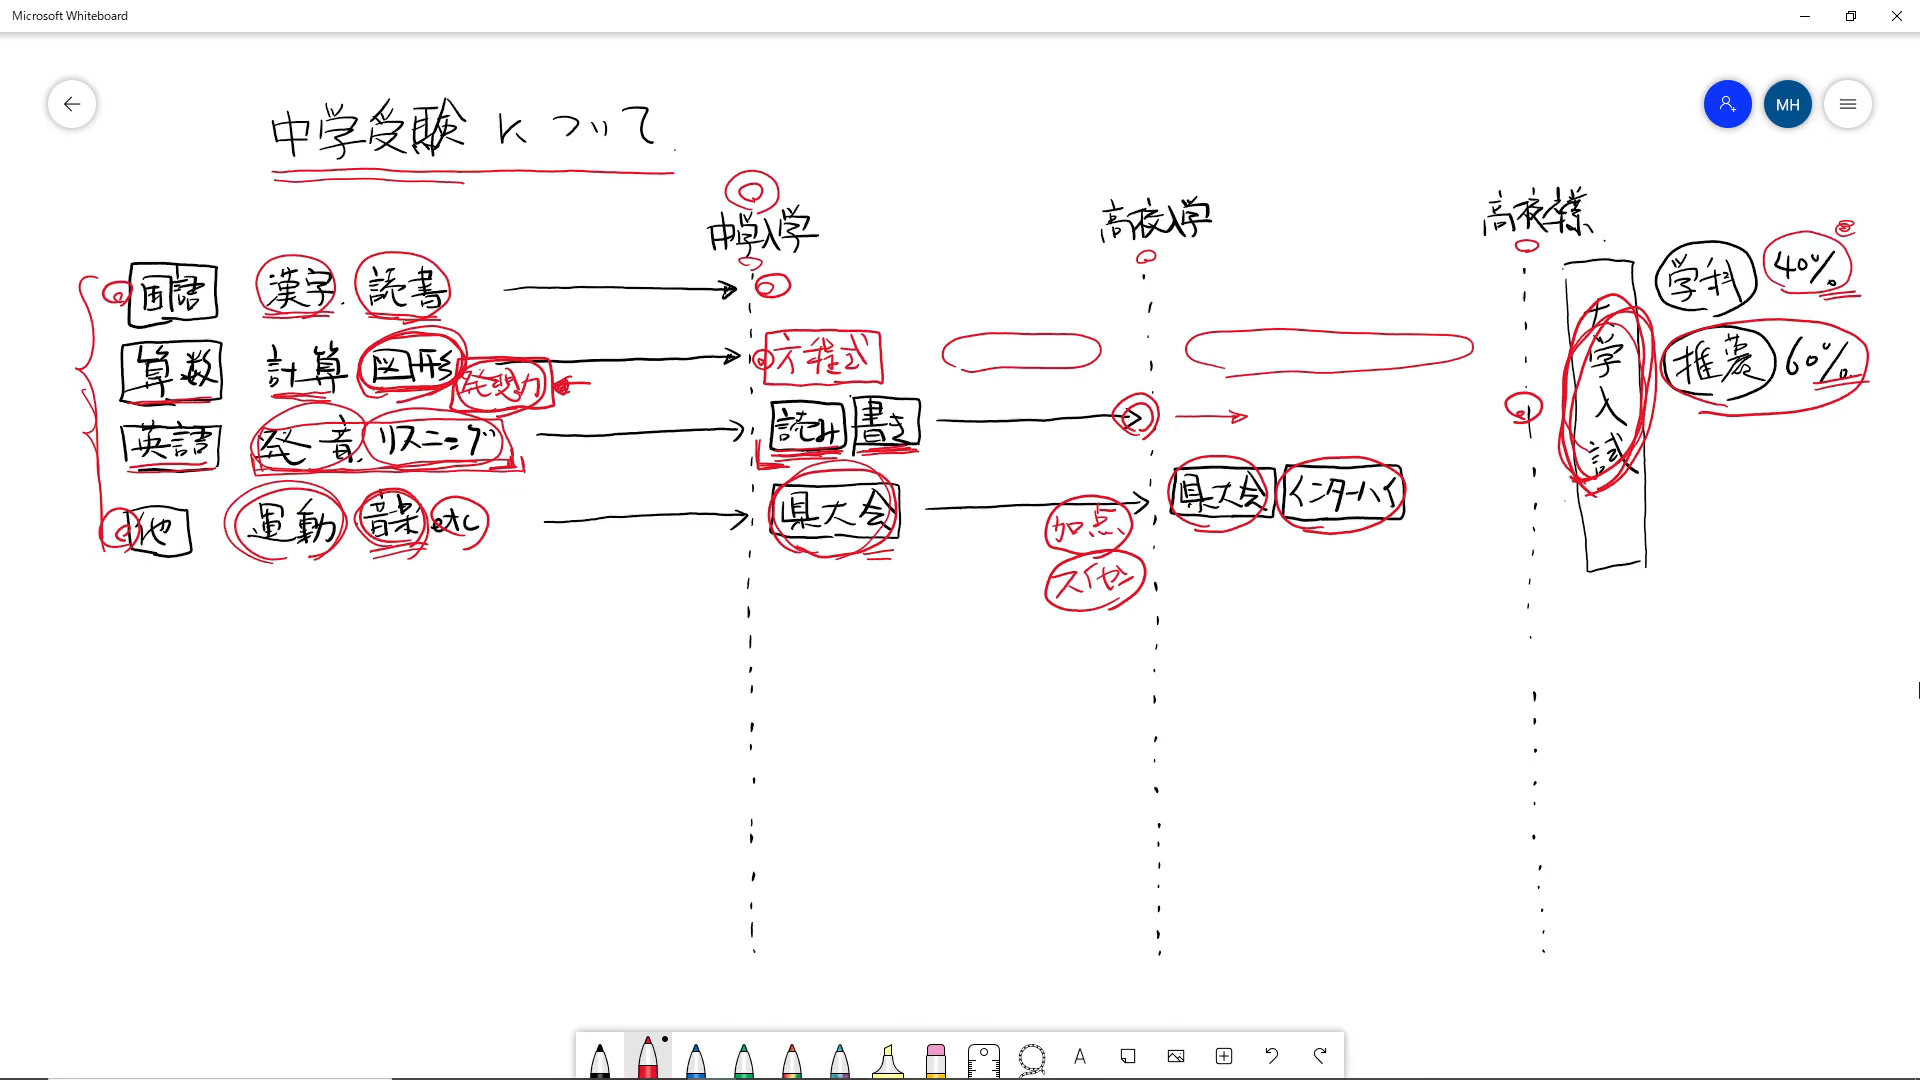 Microsoft Whiteboard
MH
中学受験について
中学入学 高校入学 高校卒業
国語 漢字 読書
算数 計算 図形 発想力 方程式
英語 発音 リスニング 読み 書き
他 運動 音楽 etc 県大会 加点 スイセン 県大会 インターハイ
大学入試
学科 40%
推薦 60%
A